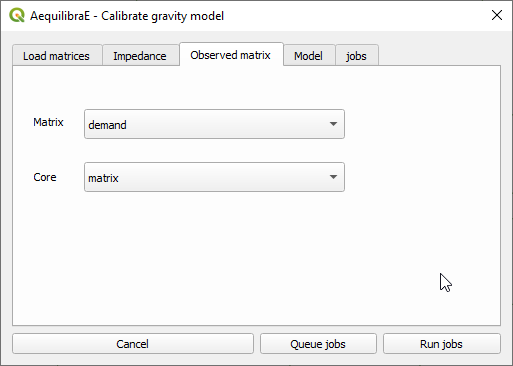 AequilibraE - Calibrate gravity model
Load matrices Impedance Observed matrix Model jobs
Matrix demand
Core matrix
Cancel Queue jobs Run jobs